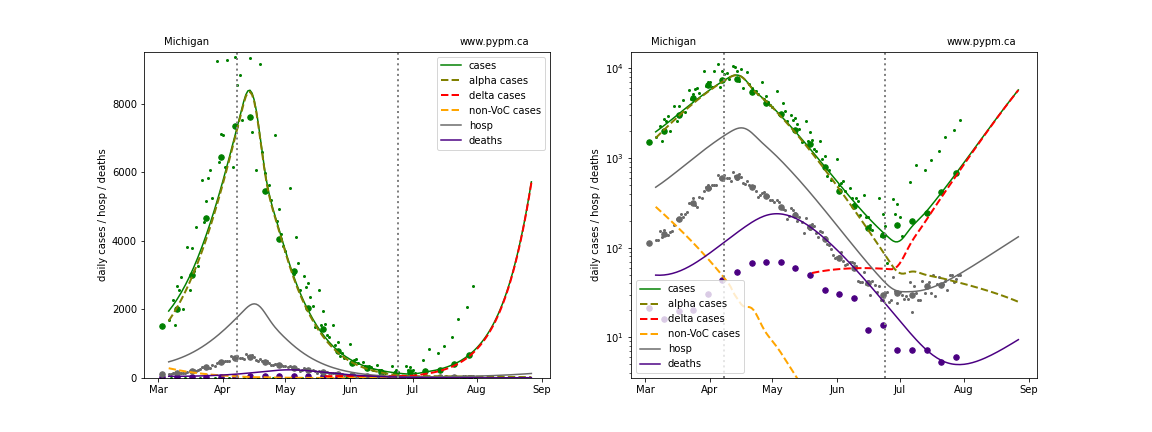 Michigan
www.pypm.ca
daily cases / hosp / deaths
8000
6000
4000
2000
0
Mar
Apr
May
Jun
Jul
Aug
Sep
cases
alpha cases
delta cases
non-VoC cases
hosp
deaths
Michigan
www.pypm.ca
daily cases / hosp / deaths
10⁴
10³
10²
10¹
Mar
Apr
May
Jun
Jul
Aug
Sep
cases
alpha cases
delta cases
non-VoC cases
hosp
deaths